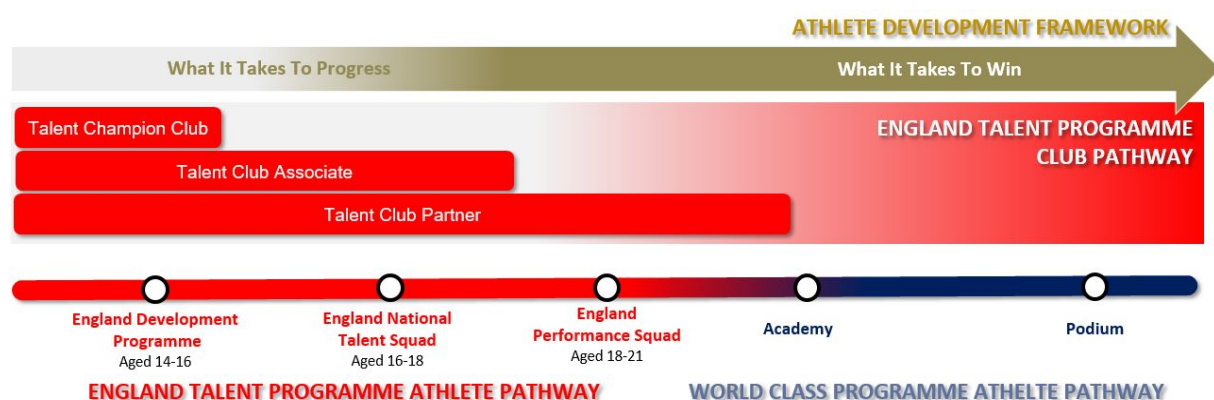 ATHLETE DEVELOPMENT FRAMEWORK
What It Takes To Progress
What It Takes To Win
Talent Champion Club
Talent Club Associate
Talent Club Partner
ENGLAND TALENT PROGRAMME
CLUB PATHWAY
England Development
Programme
Aged 14-16
England National
Talent Squad
Aged 16-18
England
Performance Squad
Aged 18-21
Academy
Podium
ENGLAND TALENT PROGRAMME ATHLETE PATHWAY
WORLD CLASS PROGRAMME ATHELTE PATHWAY